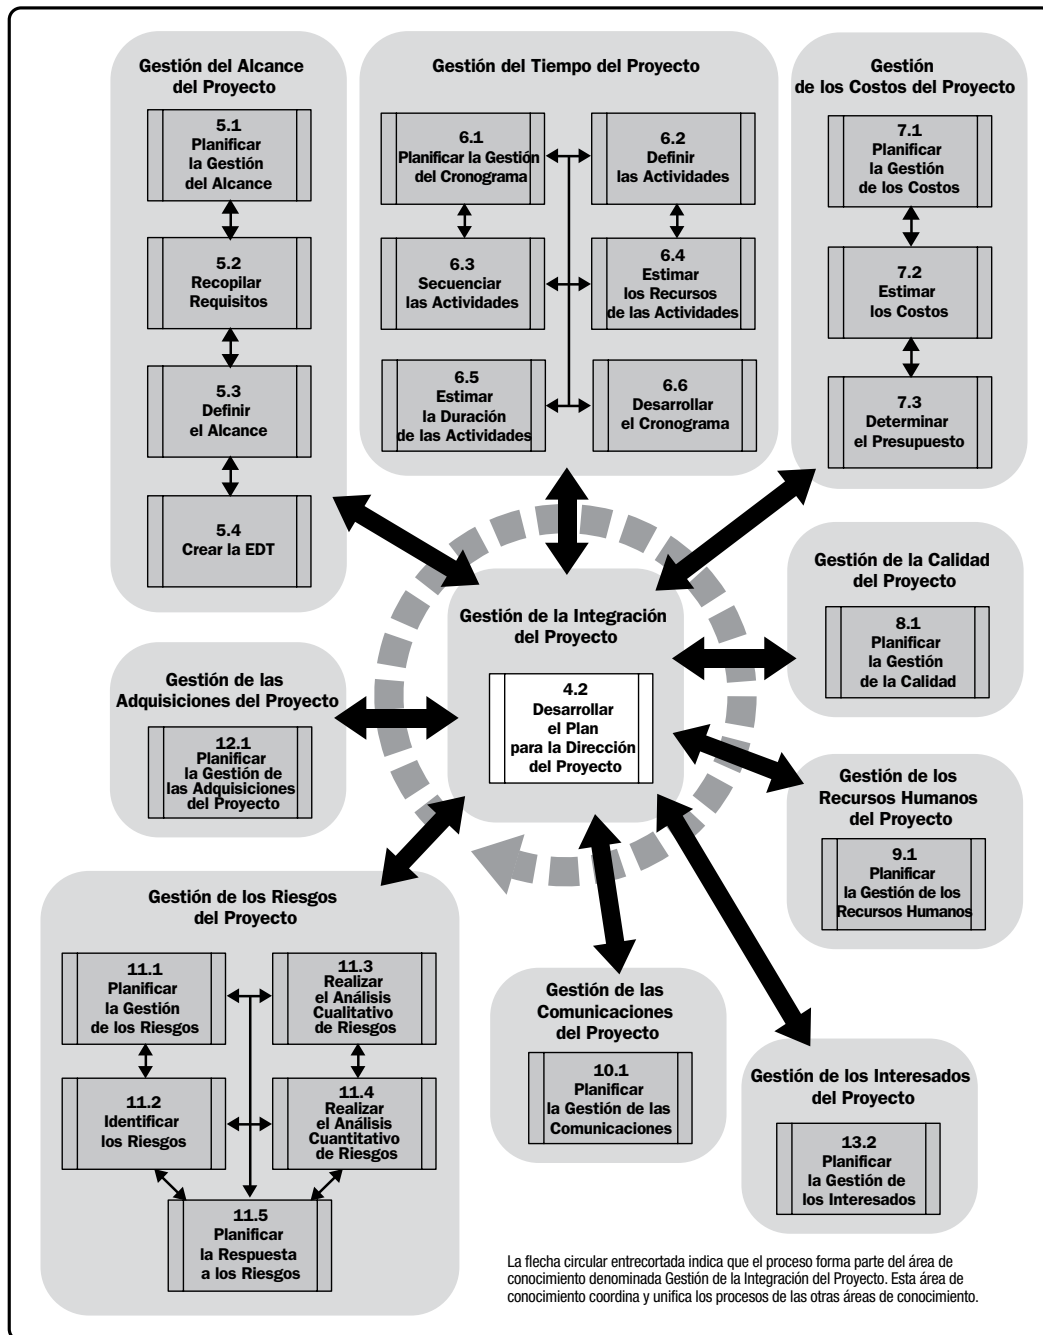 Gestión del Alcance
del Proyecto
5.1
Planificar
la Gestión
del Alcance
5.2
Recopilar
Requisitos
5.3
Definir
el Alcance
5.4
Crear la EDT
Gestión del Tiempo del Proyecto
6.1
Planificar la Gestión
del Cronograma
6.2
Definir
las Actividades
6.3
Secuenciar
las Actividades
6.4
Estimar
los Recursos
de las Actividades
6.5
Estimar
la Duración
de las Actividades
6.6
Desarrollar
el Cronograma
Gestión
de los Costos del Proyecto
7.1
Planificar
la Gestión
de los Costos
7.2
Estimar
los Costos
7.3
Determinar
el Presupuesto
Gestión de la Integración
del Proyecto
4.2
Desarrollar
el Plan
para la Dirección
del Proyecto
Gestión de la Calidad
del Proyecto
8.1
Planificar
la Gestión
de la Calidad
Gestión de las
Adquisiciones del Proyecto
12.1
Planificar
la Gestión de
las Adquisiciones
del Proyecto
Gestión de los
Recursos Humanos
del Proyecto
9.1
Planificar
la Gestión de los
Recursos Humanos
Gestión de los Riesgos
del Proyecto
11.1
Planificar
la Gestión
de los Riesgos
11.3
Realizar
el Análisis
Cualitativo
de Riesgos
11.2
Identificar
los Riesgos
11.4
Realizar
el Análisis
Cuantitativo
de Riesgos
11.5
Planificar
la Respuesta
a los Riesgos
Gestión de las
Comunicaciones
del Proyecto
10.1
Planificar
la Gestión de las
Comunicaciones
Gestión de los Interesados
del Proyecto
13.2
Planificar
la Gestión de
los Interesados
La flecha circular entrecortada indica que el proceso forma parte del área de
conocimiento denominada Gestión de la Integración del Proyecto. Esta área de
conocimiento coordina y unifica los procesos de las otras áreas de conocimiento.